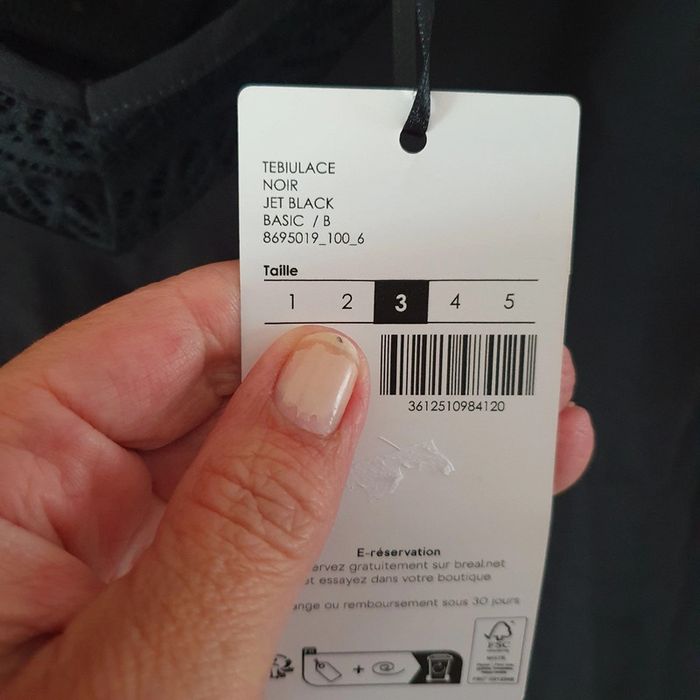 TEBIULACE
NOIR
JET BLACK
BASIC / B
8695019_100_6
Taille
1 2 3 4 5
3612510984120
E-réservation
gratuitement sur breal.net
essayez dans votre boutique
ou remboursement sous 30 jours
+
FSC